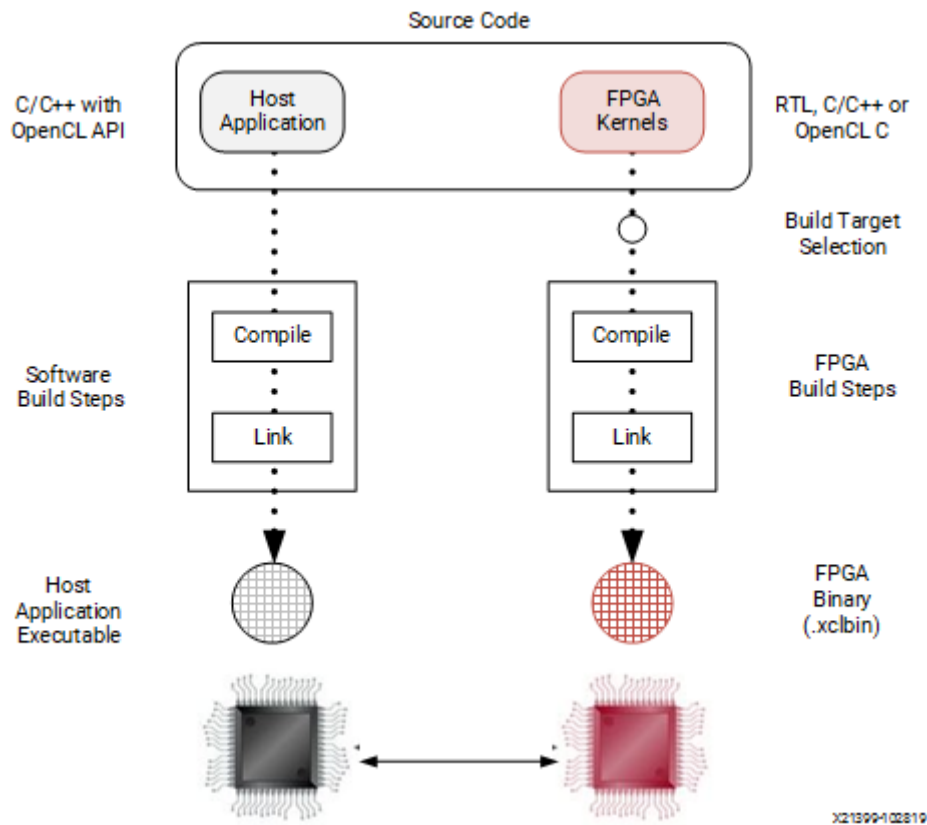 Source Code
C/C++ with
OpenCL API
Host
Application
FPGA
Kernels
RTL, C/C++ or
OpenCL C
Build Target
Selection
Software
Build Steps
Compile
Link
Compile
Link
FPGA
Build Steps
Host
Application
Executable
FPGA
Binary
(.xclbin)
X21399-102819